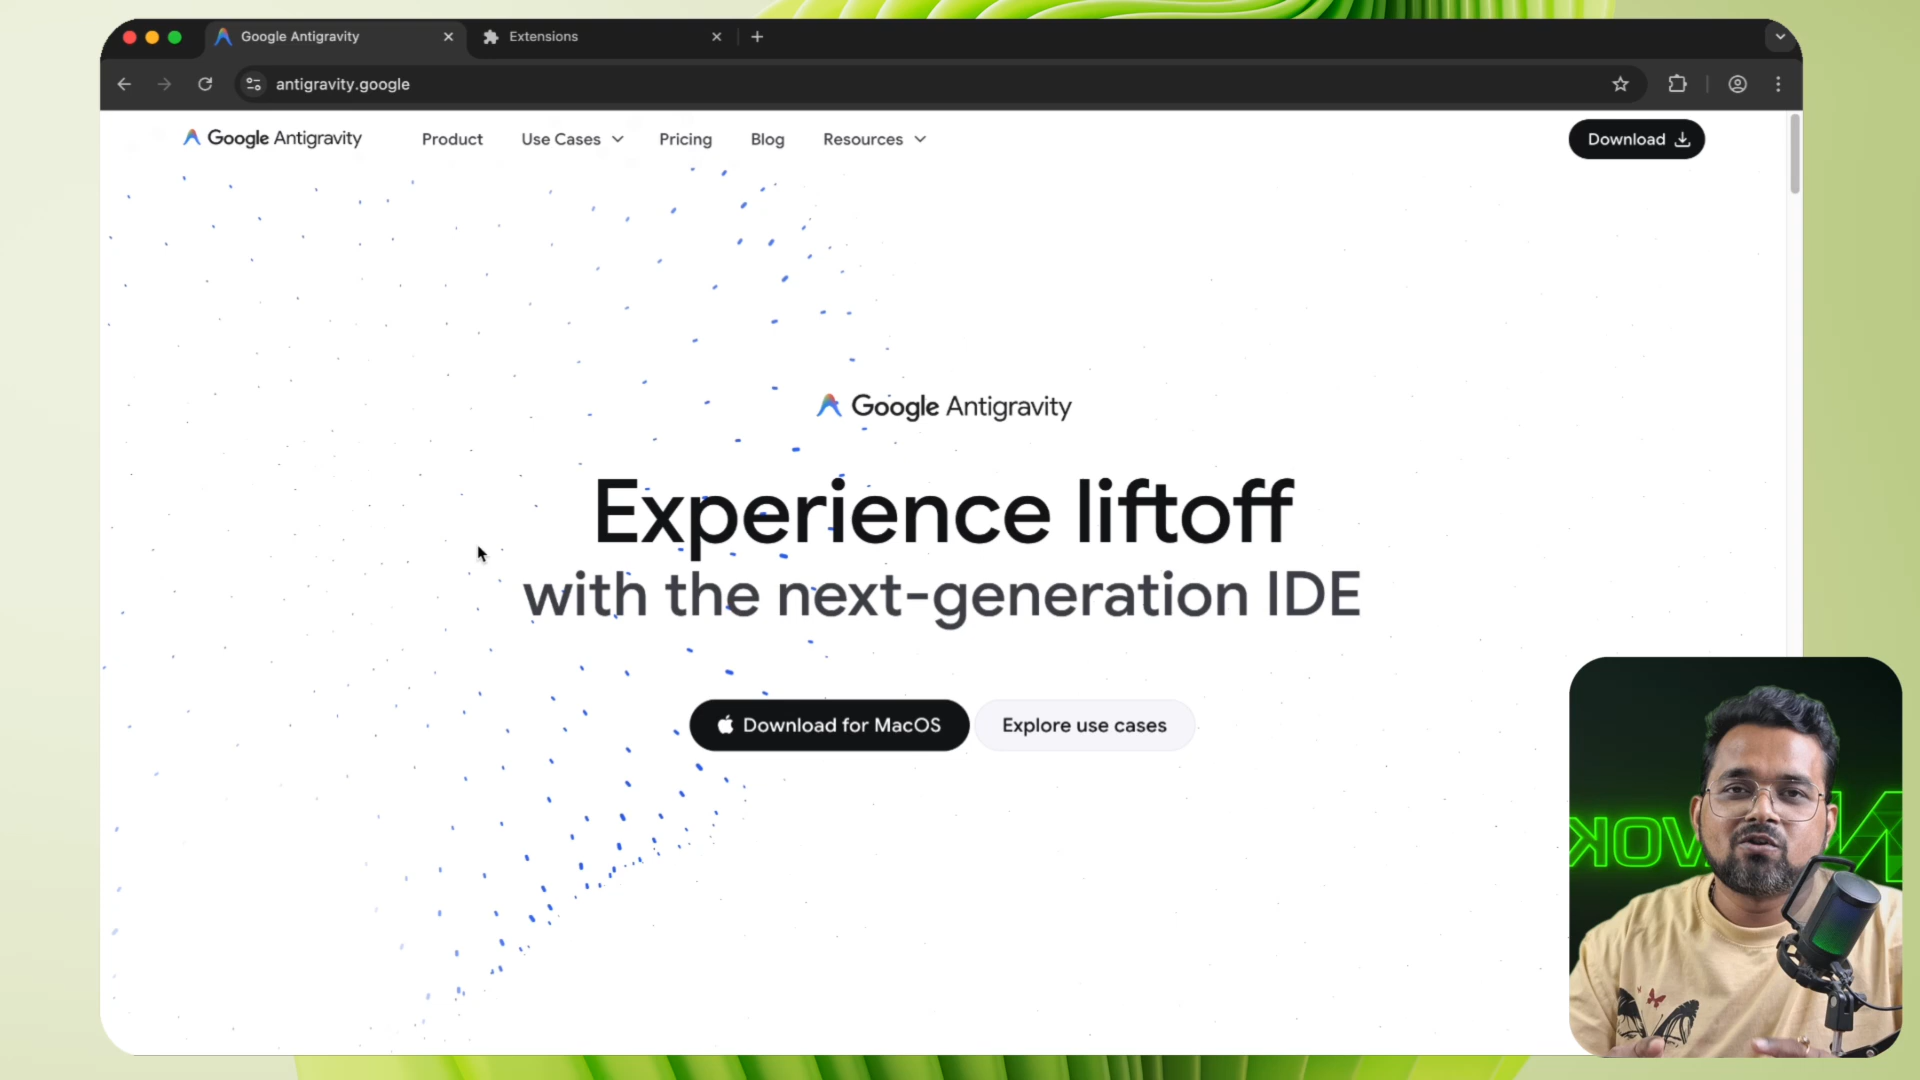 Google Antigravity
Extensions
antigravity.google
Google Antigravity
Product
Use Cases
Pricing
Blog
Resources
Download
Google Antigravity
Experience liftoff
with the next-generation IDE
Download for MacOS
Explore use cases